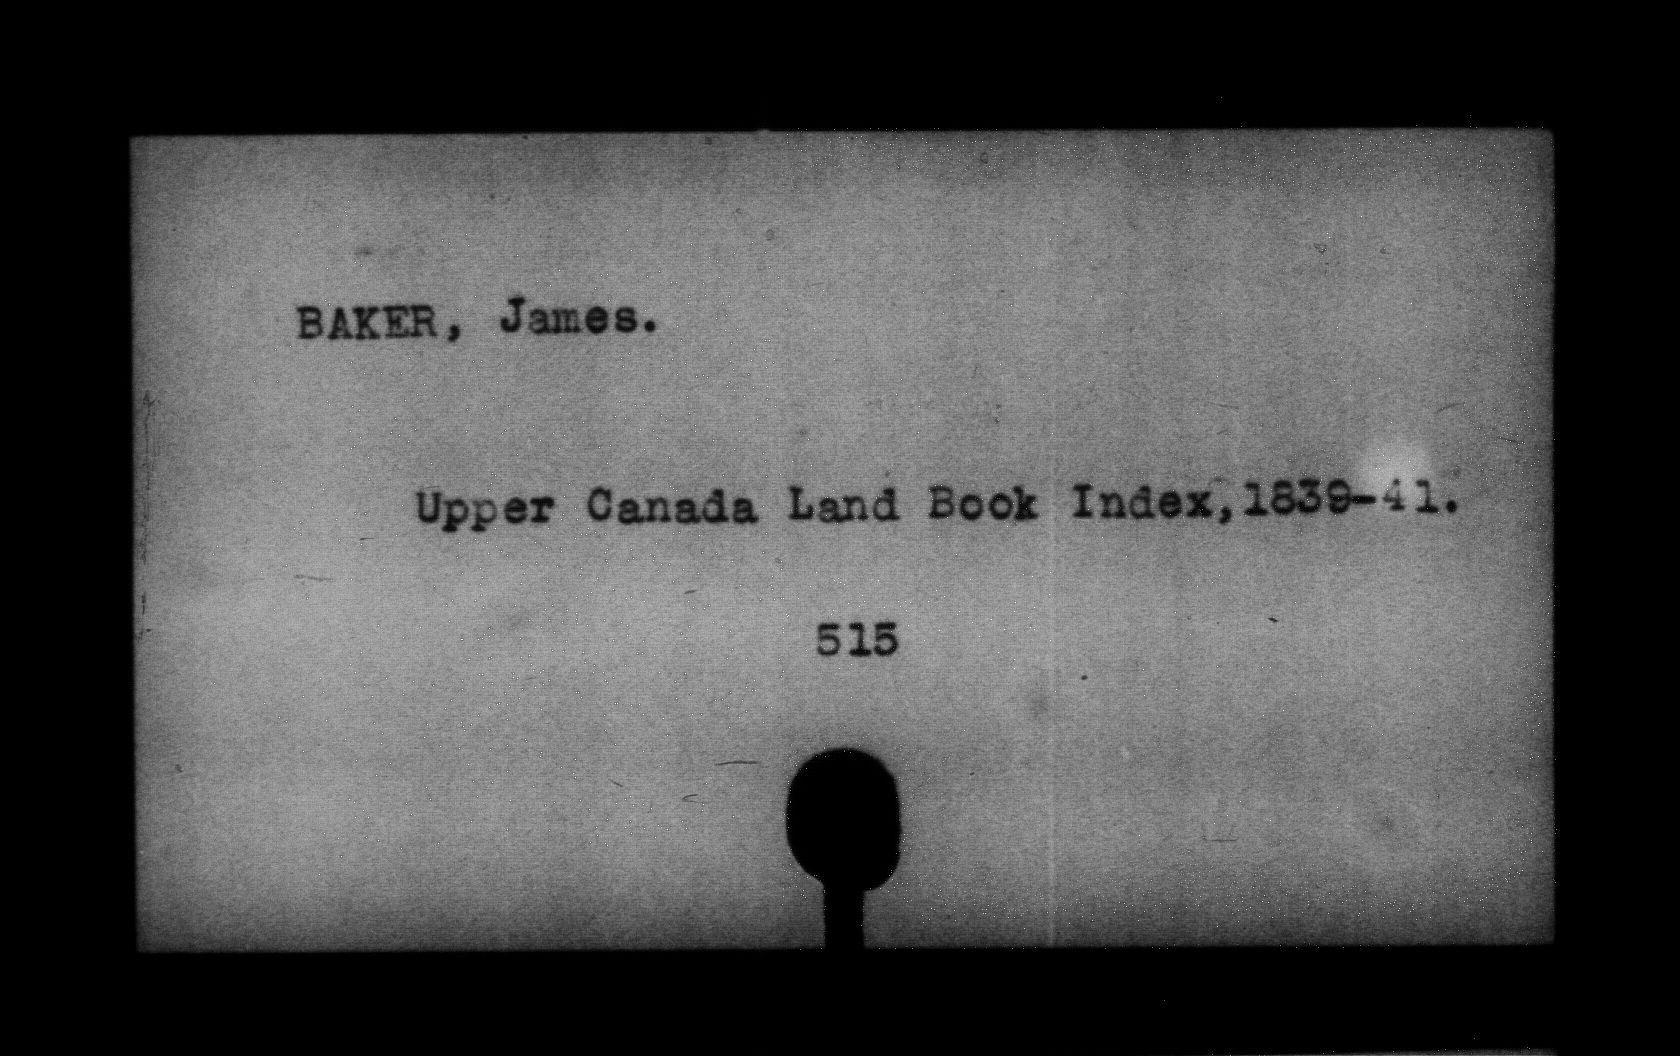 BAKER, James.
Upper Canada Land Book Index,1839-41.
515